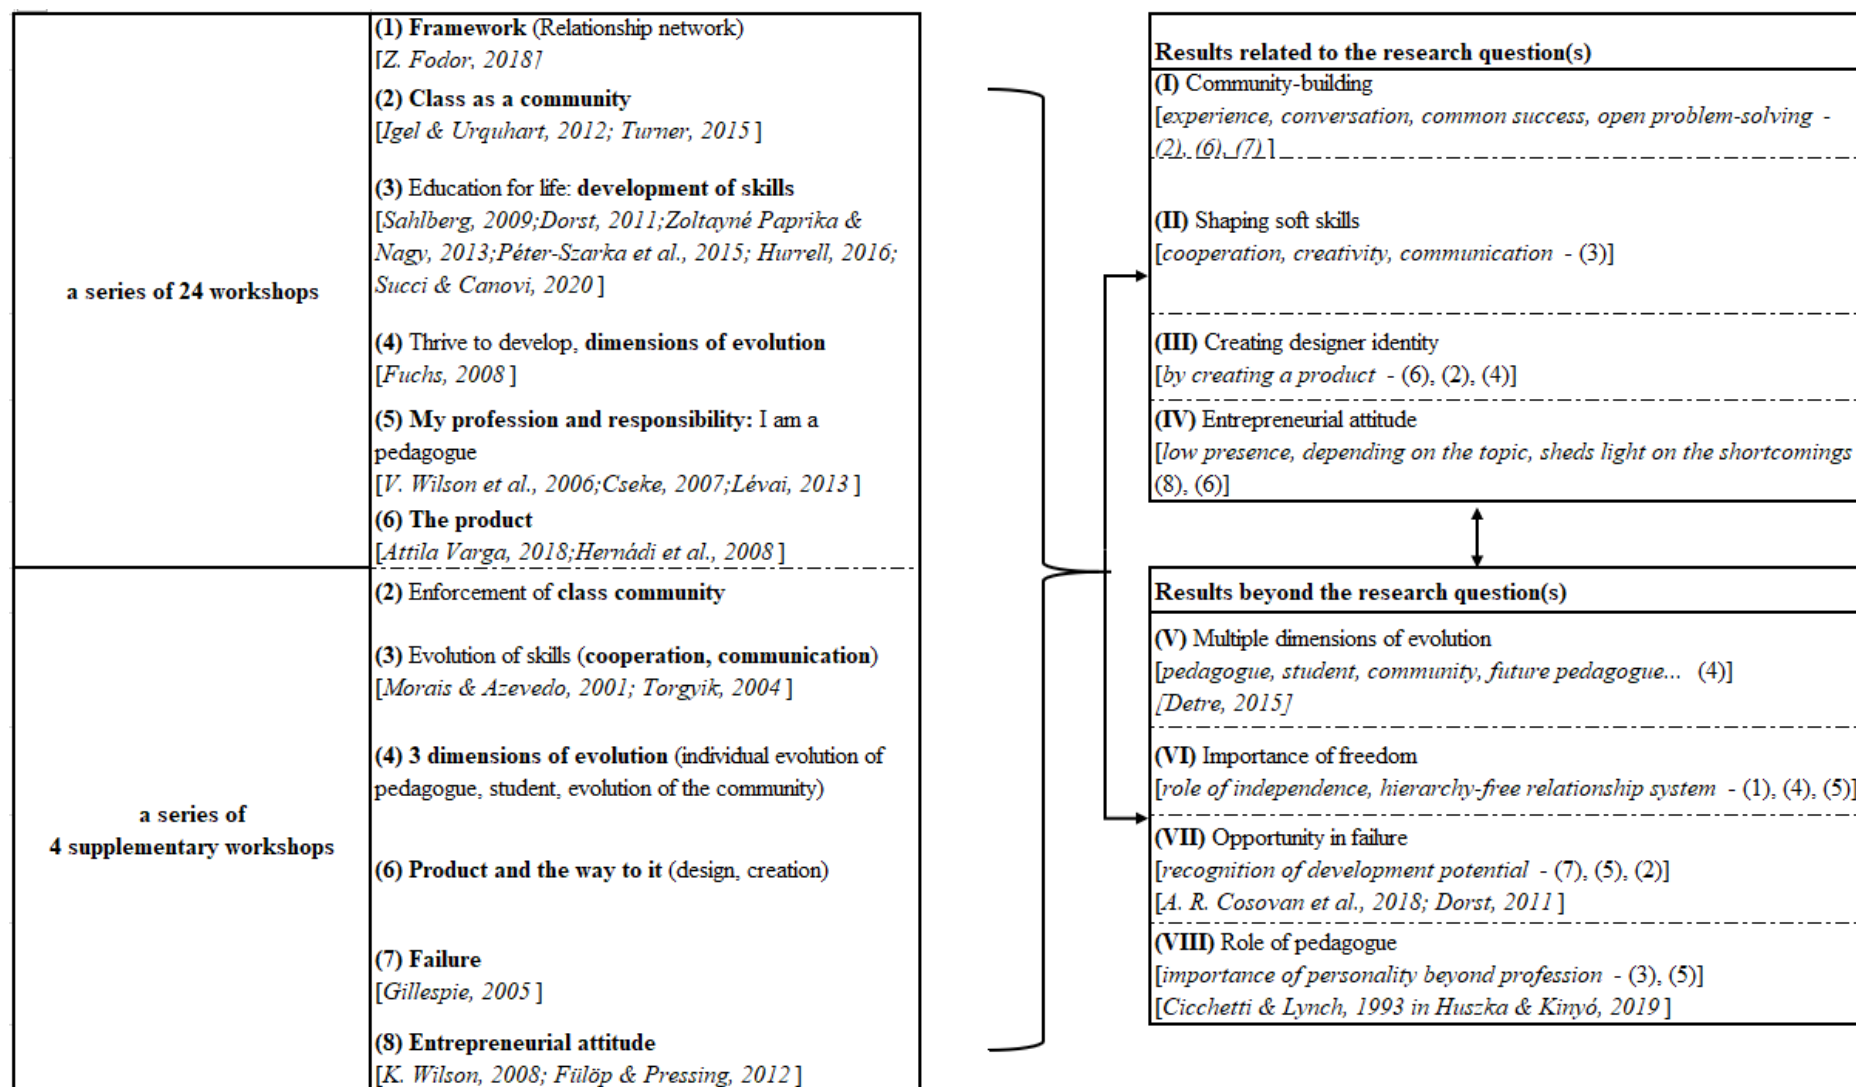 a series of 24 workshops
(1) Framework (Relationship network)
[Z. Fodor, 2018]
(2) Class as a community
[Igel & Urquhart, 2012; Turner, 2015 ]
(3) Education for life: development of skills
[Sahlberg, 2009;Dorst, 2011;Zoltayné Paprika &
Nagy, 2013;Péter-Szarka et al., 2015; Hurrell, 2016;
Succi & Canovi, 2020 ]
(4) Thrive to develop, dimensions of evolution
[Fuchs, 2008 ]
(5) My profession and responsibility: I am a
pedagogue
[V. Wilson et al., 2006;Cseke, 2007;Lévai, 2013 ]
(6) The product
[Attila Varga, 2018;Hernádi et al., 2008 ]
a series of
4 supplementary workshops
(2) Enforcement of class community
(3) Evolution of skills (cooperation, communication)
[Morais & Azevedo, 2001; Torgyik, 2004 ]
(4) 3 dimensions of evolution (individual evolution of
pedagogue, student, evolution of the community)
(6) Product and the way to it (design, creation)
(7) Failure
[Gillespie, 2005 ]
(8) Entrepreneurial attitude
[K. Wilson, 2008; Fülöp & Pressing, 2012 ]
Results related to the research question(s)
(I) Community-building
[experience, conversation, common success, open problem-solving -
(2), (6), (7) ]
(II) Shaping soft skills
[cooperation, creativity, communication - (3)]
(III) Creating designer identity
[by creating a product - (6), (2), (4)]
(IV) Entrepreneurial attitude
[low presence, depending on the topic, sheds light on the shortcomings
(8), (6)]
Results beyond the research question(s)
(V) Multiple dimensions of evolution
[pedagogue, student, community, future pedagogue... (4)]
[Detre, 2015]
(VI) Importance of freedom
[role of independence, hierarchy-free relationship system - (1), (4), (5)]
(VII) Opportunity in failure
[recognition of development potential - (7), (5), (2)]
[A. R. Cosovan et al., 2018; Dorst, 2011 ]
(VIII) Role of pedagogue
[importance of personality beyond profession - (3), (5)]
[Cicchetti & Lynch, 1993 in Huszka & Kinyó, 2019 ]